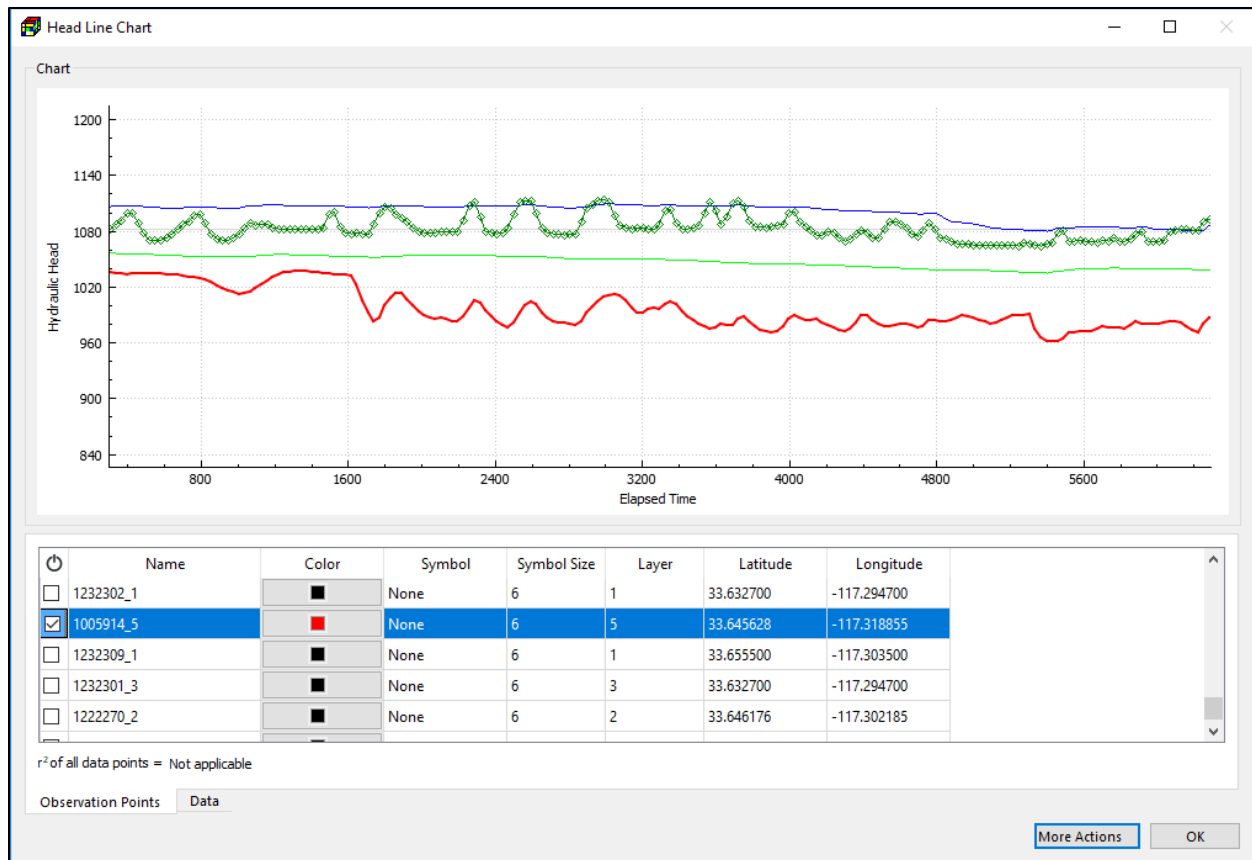 Head Line Chart
Chart
1200
1140
1080
1020
960
900
840
Hydraulic Head
800 1600 2400 3200 4000 4800 5600
Elapsed Time
Name Color Symbol Symbol Size Layer Latitude Longitude
1232302_1 None 6 1 33.632700 -117.294700
1005914_5 None 6 5 33.645628 -117.318855
1232309_1 None 6 1 33.655500 -117.303500
1232301_3 None 6 3 33.632700 -117.294700
1222270_2 None 6 2 33.646176 -117.302185
r² of all data points = Not applicable
Observation Points Data
More Actions OK